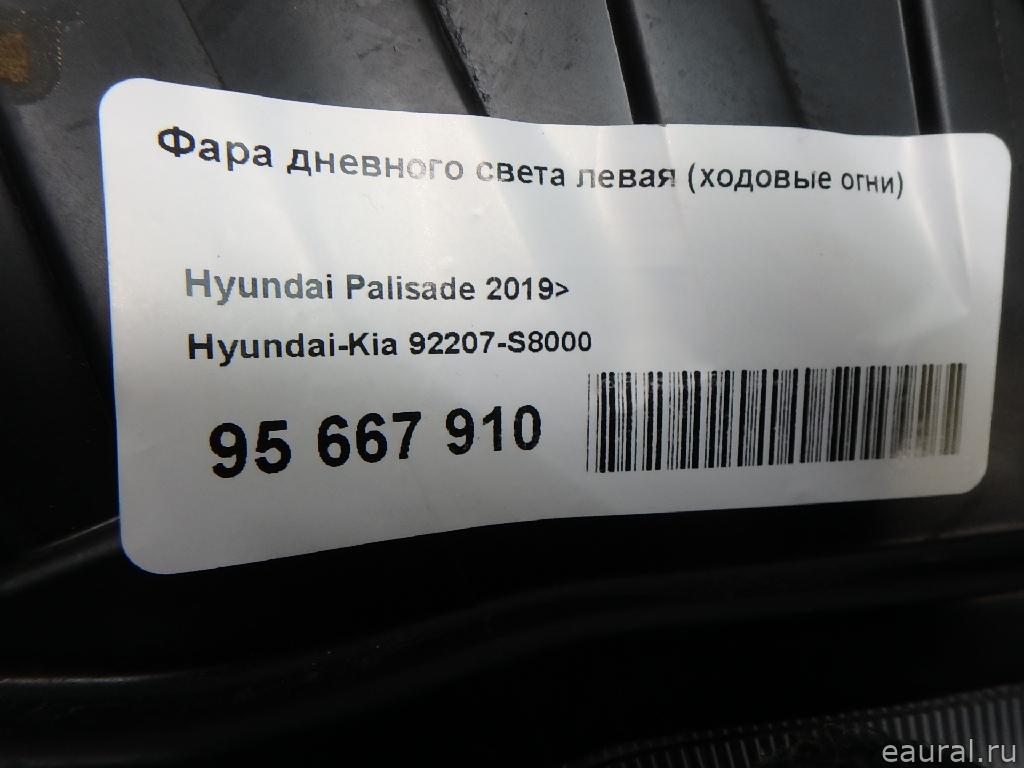 Фара дневного света левая (ходовые огни)
Hyundai Palisade 2019>
Hyundai-Kia 92207-S8000
95 667 910
eaural.ru